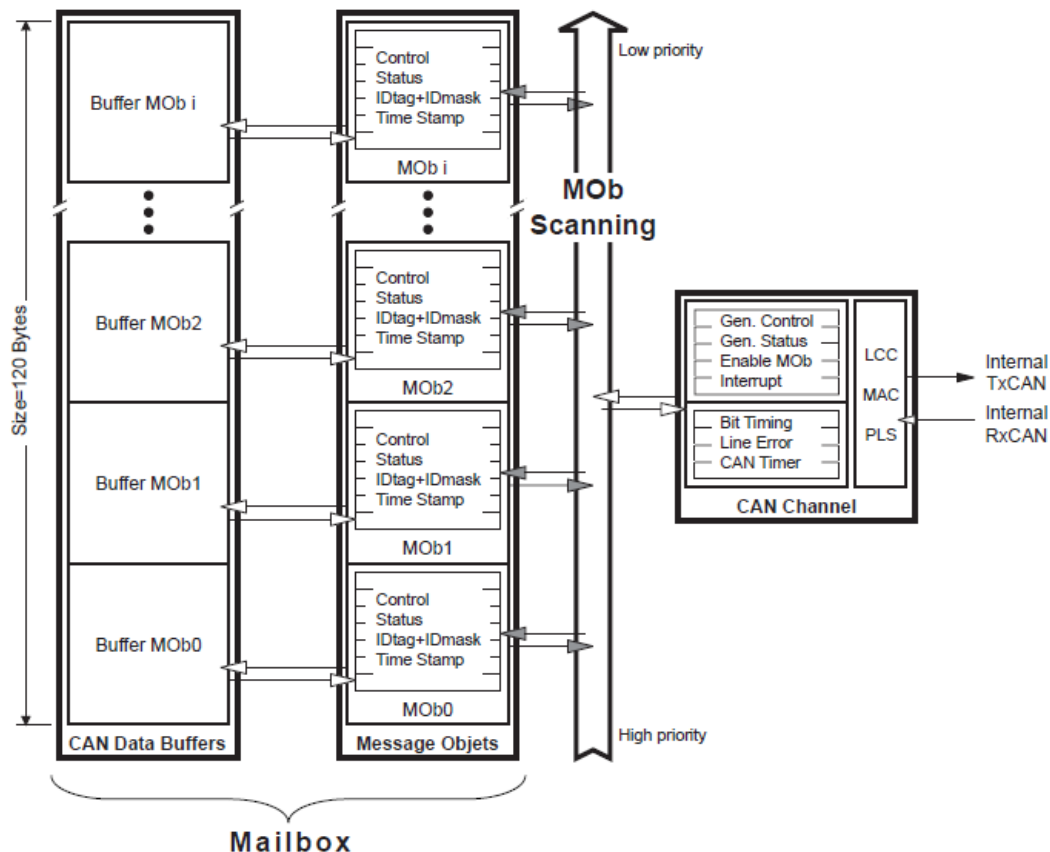 Size=120 Bytes
Buffer MOb i
Buffer MOb2
Buffer MOb1
Buffer MOb0
CAN Data Buffers
Control
Status
IDtag+IDmask
Time Stamp
MOb i
Control
Status
IDtag+IDmask
Time Stamp
MOb2
Control
Status
IDtag+IDmask
Time Stamp
MOb1
Control
Status
IDtag+IDmask
Time Stamp
MOb0
Message Objets
Mailbox
Low priority
MOb
Scanning
High priority
Gen. Control
Gen. Status
Enable MOb
Interrupt
Bit Timing
Line Error
CAN Timer
LCC
MAC
PLS
CAN Channel
Internal
TxCAN
Internal
RxCAN